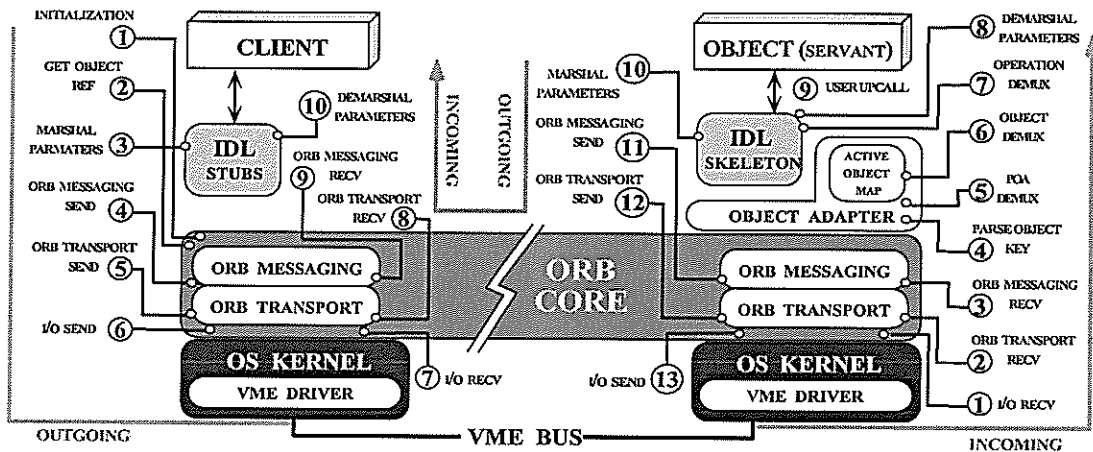 INITIALIZATION
1
CLIENT
GET OBJECT
REF 2
10 DEMARSHAL
PARAMETERS
MARSHAL
PARMATERS 3
IDL
STUBS
ORB MESSAGING
RECV
9
ORB MESSAGING
SEND
4
ORB TRANSPORT
RECV 8
ORB TRANSPORT
SEND 5
ORB MESSAGING
ORB TRANSPORT
I/O SEND 6
OS KERNEL
VME DRIVER
7 I/O RECV
OUTGOING
INCOMING
OUTGOING
ORB
CORE
VME BUS
OBJECT (SERVANT)
8 DEMARSHAL
PARAMETERS
10
MARSHAL
PARAMETERS
9 USER UPCALL
7 OPERATION
DEMUX
ORB MESSAGING
SEND
11
IDL
SKELETON
6 OBJECT
DEMUX
ACTIVE
OBJECT
MAP
ORB TRANSPORT
SEND 12
5 POA
DEMUX
OBJECT ADAPTER
4 PARSE OBJECT
KEY
ORB MESSAGING
ORB TRANSPORT
3 ORB MESSAGING
RECV
2 ORB TRANSPORT
RECV
I/O SEND 13
OS KERNEL
VME DRIVER
1 I/O RECV
INCOMING